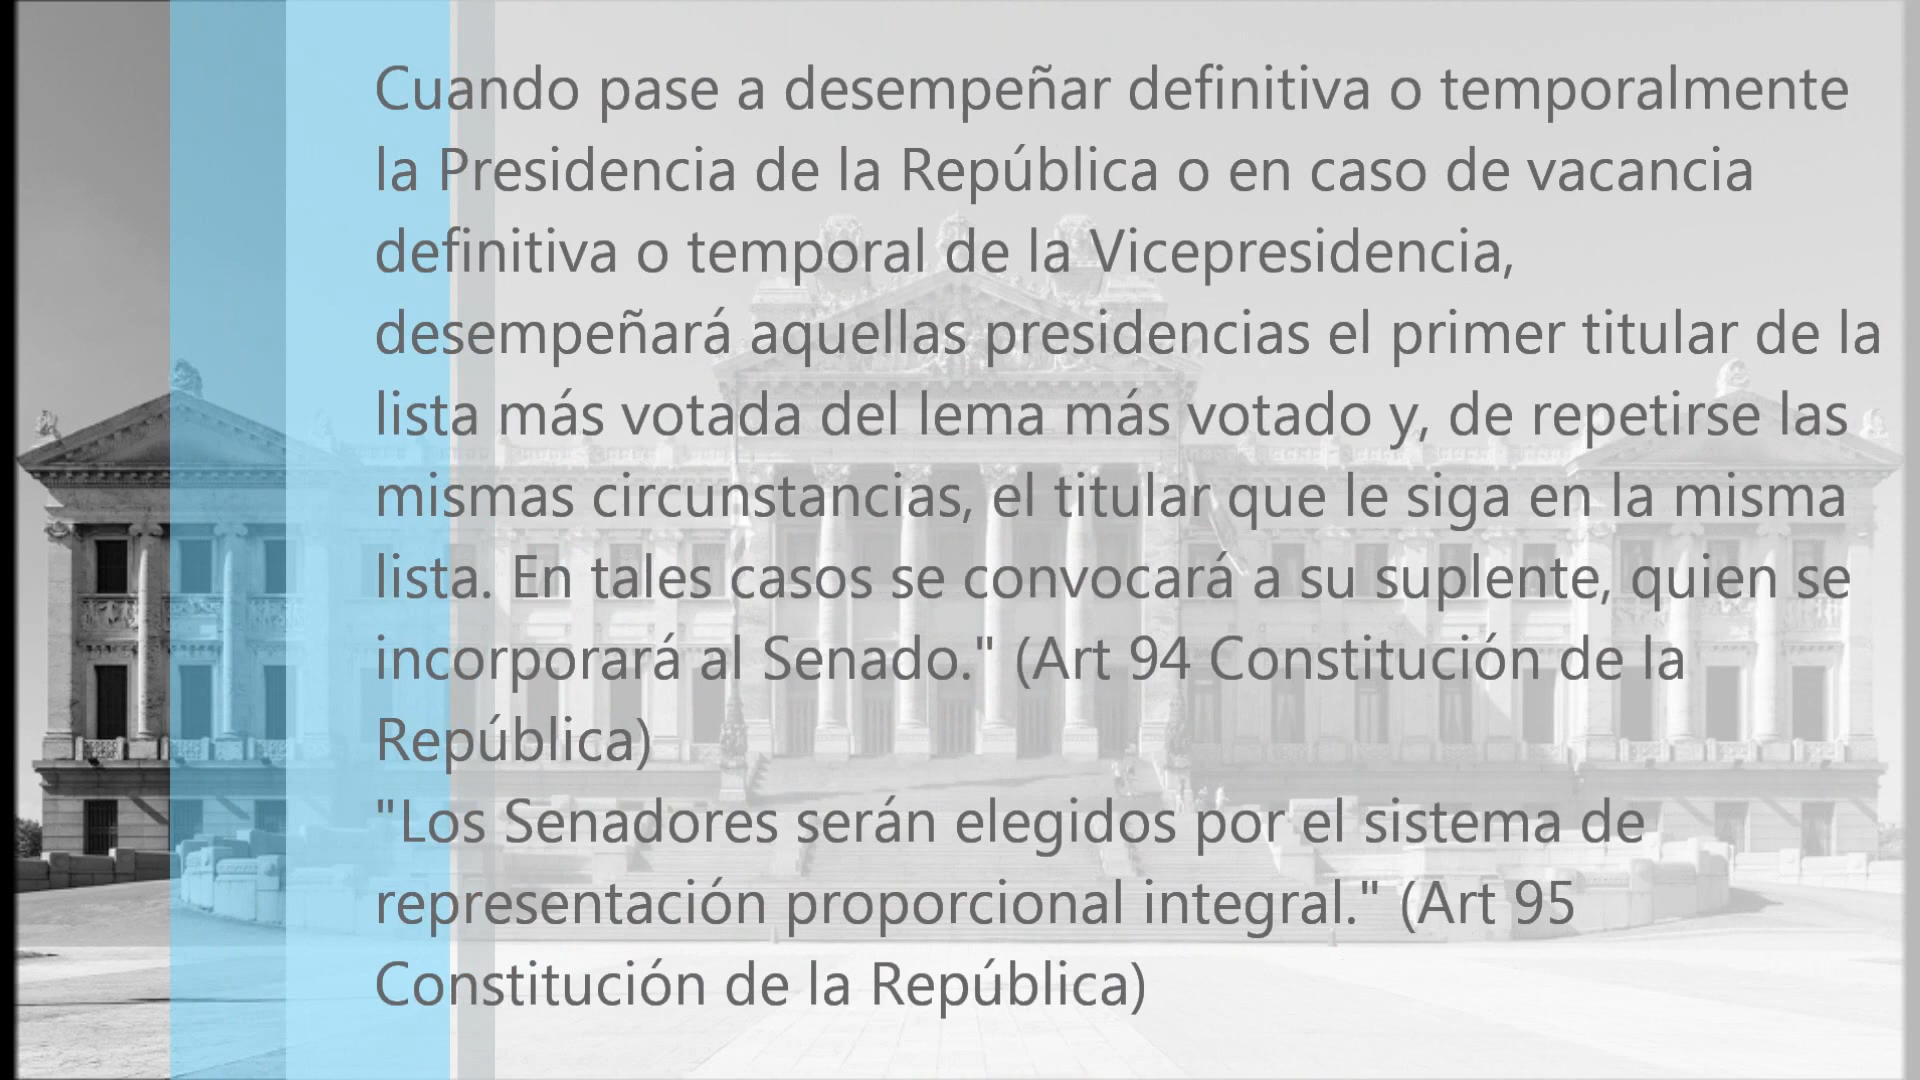 Cuando pase a desempeñar definitiva o temporalmente
la Presidencia de la República o en caso de vacancia
definitiva o temporal de la Vicepresidencia,
desempeñará aquellas presidencias el primer titular de la
lista más votada del lema más votado y, de repetirse las
mismas circunstancias, el titular que le siga en la misma
lista. En tales casos se convocará a su suplente, quien se
incorporará al Senado." (Art 94 Constitución de la
República)
"Los Senadores serán elegidos por el sistema de
representación proporcional integral." (Art 95
Constitución de la República)